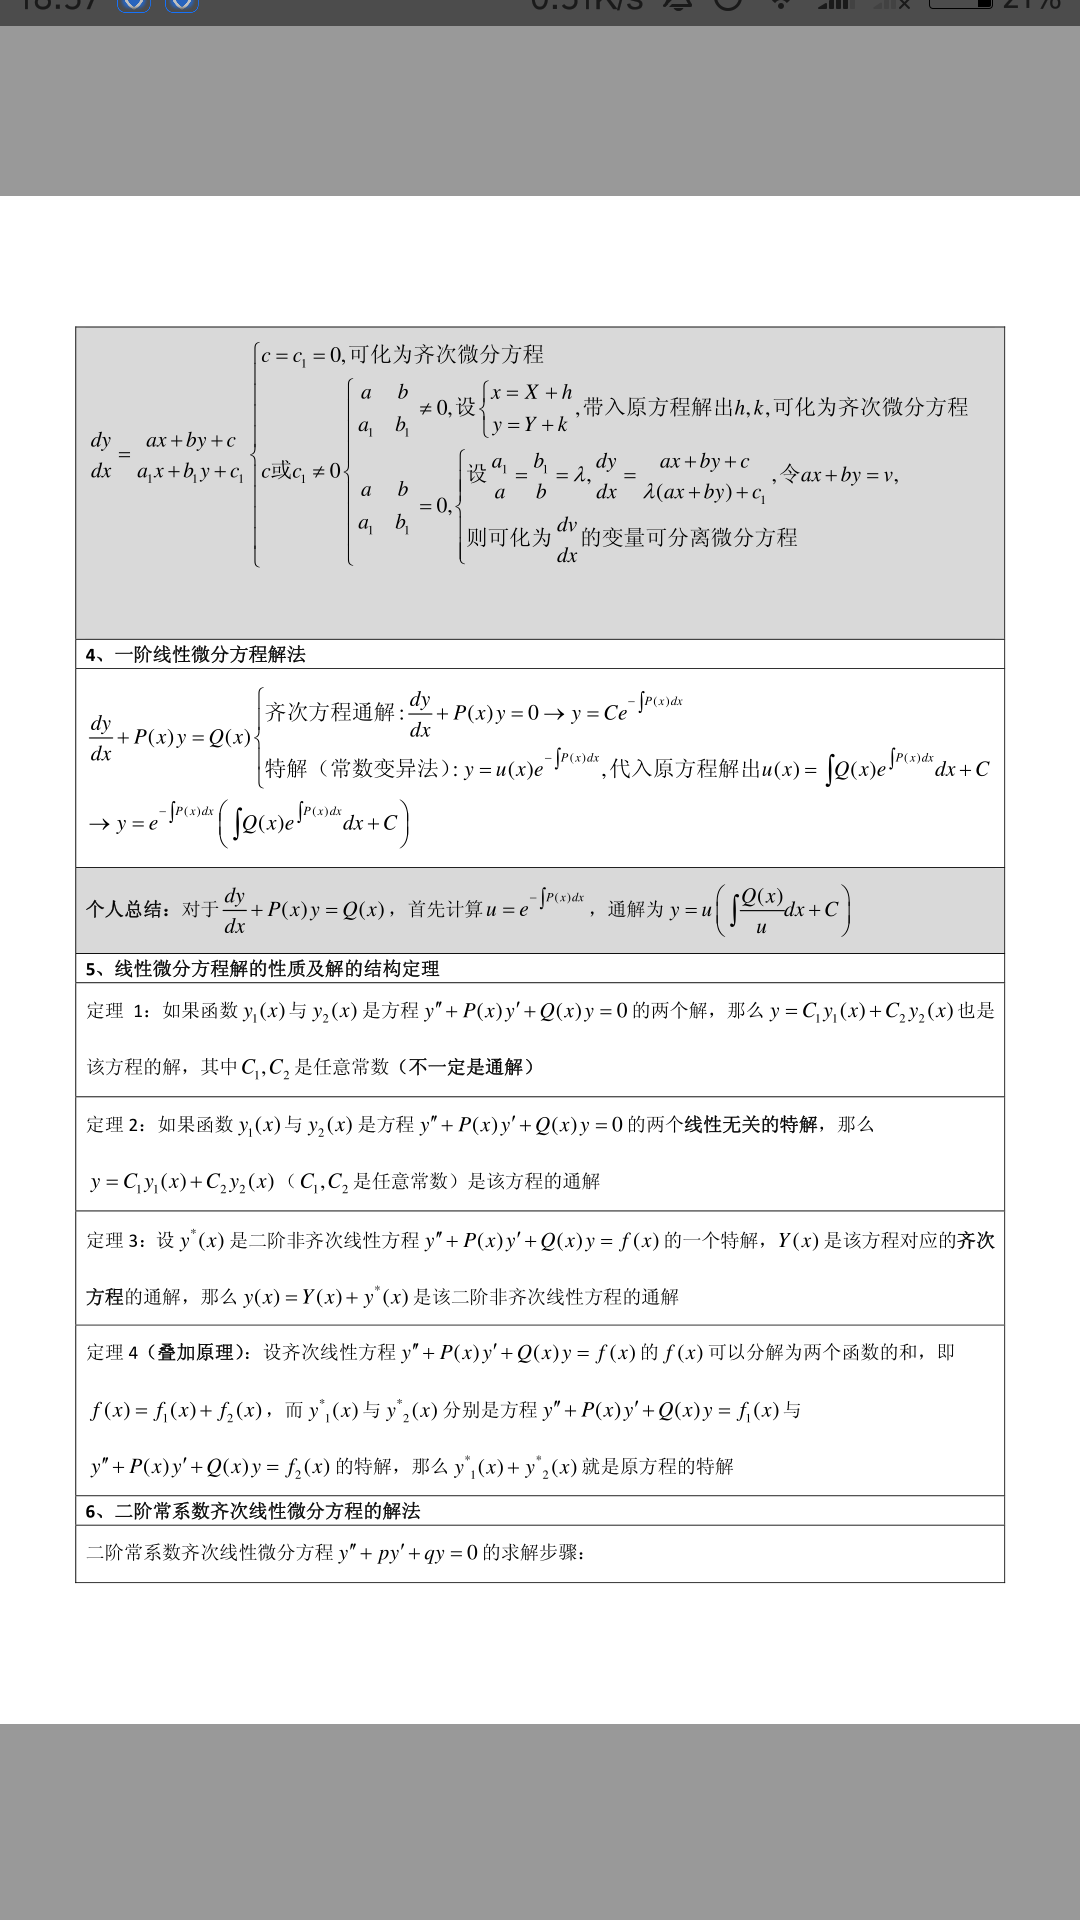 c = c₁ = 0,可化为齐次微分方程
dy/dx = (ax+by+c)/(a₁x+b₁y+c₁)
c或c₁ ≠ 0
a b
a₁ b₁ ≠ 0,设 { x = X + h
y = Y + k ,带入原方程解出h,k,可化为齐次微分方程
a b
a₁ b₁ = 0,
设 a₁/a = b₁/b = λ, dy/dx = (ax+by+c)/(λ(ax+by)+c₁) ,令ax+by = v,
则可化为 dv/dx 的变量可分离微分方程
4、一阶线性微分方程解法
dy/dx + P(x)y = Q(x)
齐次方程通解: dy/dx + P(x)y = 0 → y = Ce^(−∫P(x)dx)
特解（常数变异法）: y = u(x)e^(−∫P(x)dx) ,代入原方程解出u(x) = ∫Q(x)e^(∫P(x)dx) dx + C
→ y = e^(−∫P(x)dx) ( ∫Q(x)e^(∫P(x)dx) dx + C )
个人总结：对于 dy/dx + P(x)y = Q(x)，首先计算 u = e^(−∫P(x)dx)，通解为 y = u( ∫ Q(x)/u dx + C )
5、线性微分方程解的性质及解的结构定理
定理 1：如果函数 y₁(x) 与 y₂(x) 是方程 y″ + P(x)y′ + Q(x)y = 0 的两个解，那么 y = C₁y₁(x) + C₂y₂(x) 也是
该方程的解，其中 C₁,C₂ 是任意常数（不一定是通解）
定理 2：如果函数 y₁(x) 与 y₂(x) 是方程 y″ + P(x)y′ + Q(x)y = 0 的两个线性无关的特解，那么
y = C₁y₁(x) + C₂y₂(x)（C₁,C₂ 是任意常数）是该方程的通解
定理 3：设 y*(x) 是二阶非齐次线性方程 y″ + P(x)y′ + Q(x)y = f(x) 的一个特解，Y(x) 是该方程对应的齐次
方程的通解，那么 y(x) = Y(x) + y*(x) 是该二阶非齐次线性方程的通解
定理 4（叠加原理）：设齐次线性方程 y″ + P(x)y′ + Q(x)y = f(x) 的 f(x) 可以分解为两个函数的和，即
f(x) = f₁(x) + f₂(x)，而 y*₁(x) 与 y*₂(x) 分别是方程 y″ + P(x)y′ + Q(x)y = f₁(x) 与
y″ + P(x)y′ + Q(x)y = f₂(x) 的特解，那么 y*₁(x) + y*₂(x) 就是原方程的特解
6、二阶常系数齐次线性微分方程的解法
二阶常系数齐次线性微分方程 y″ + py′ + qy = 0 的求解步骤：